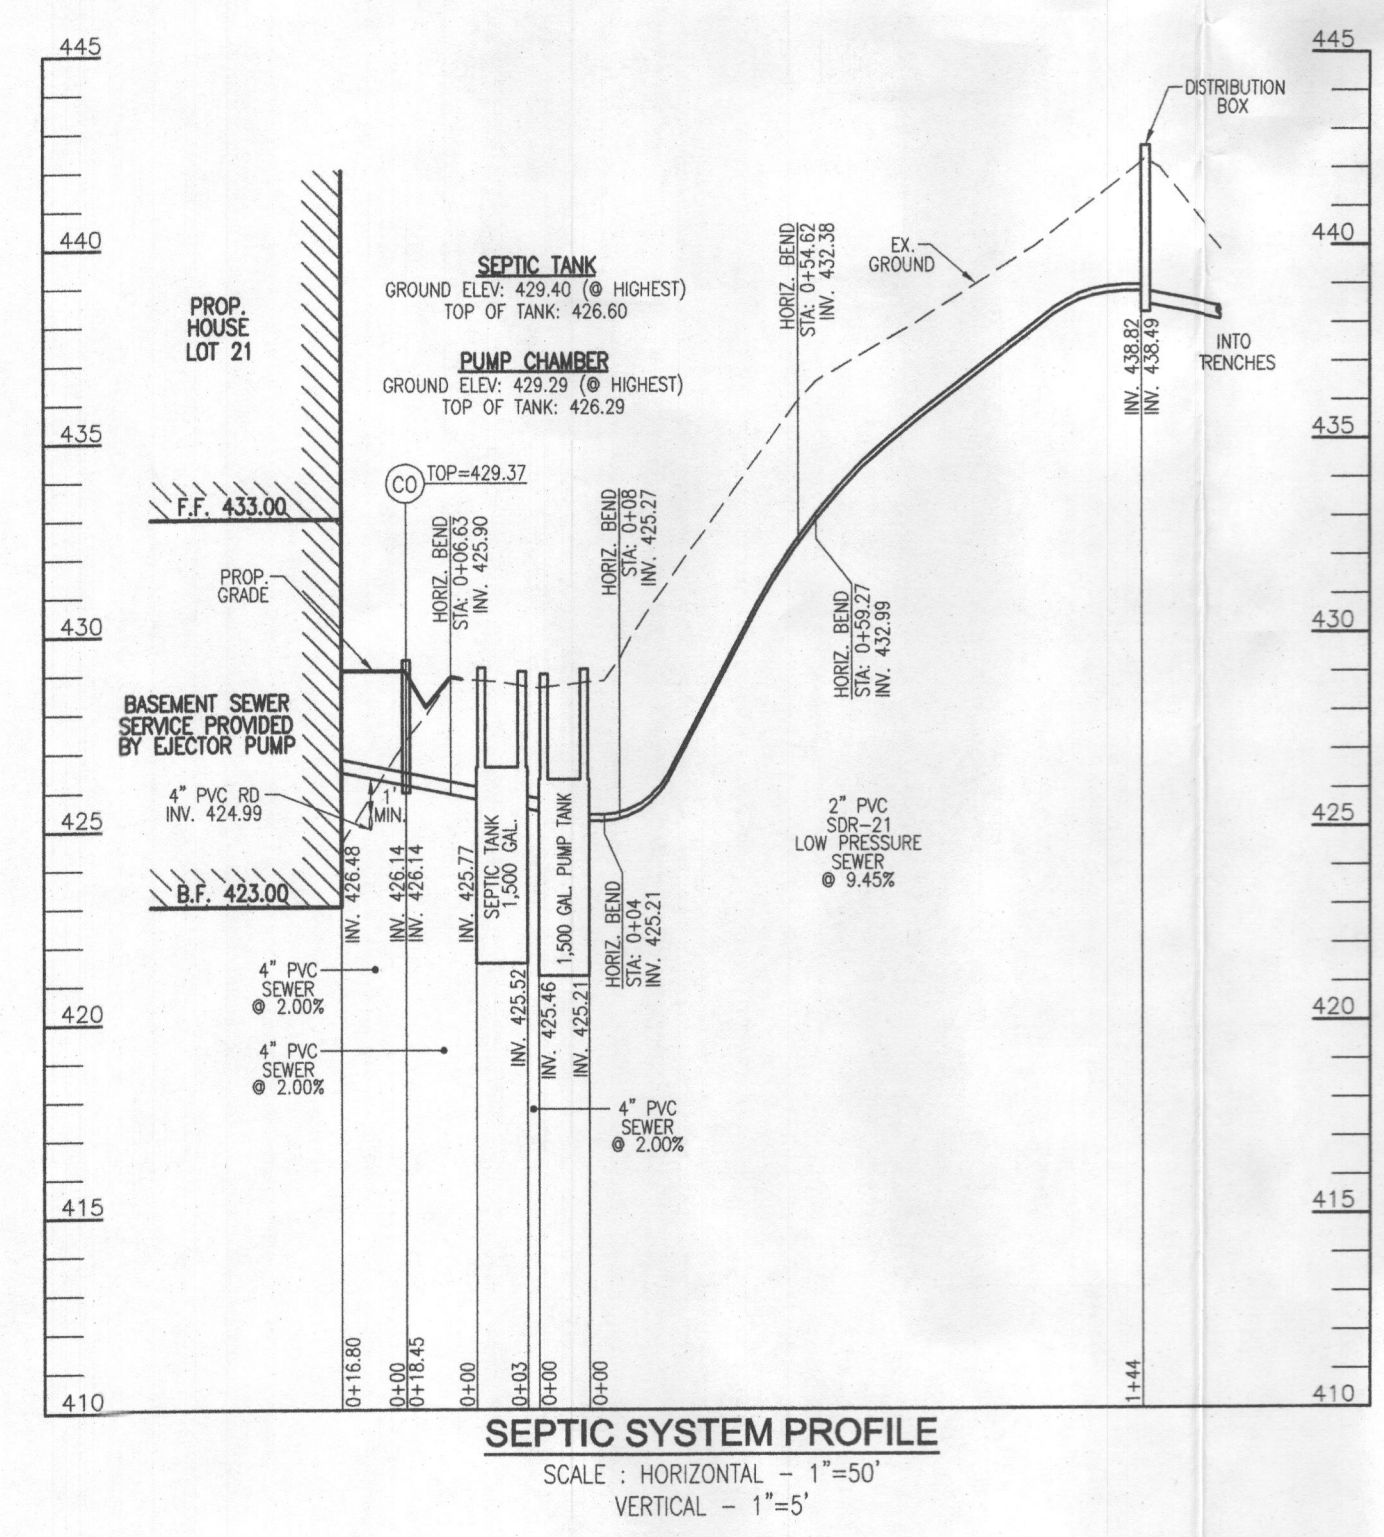 445
445
DISTRIBUTION
BOX
440
440
SEPTIC TANK
GROUND ELEV: 429.40 (@ HIGHEST)
TOP OF TANK: 426.60
HORIZ. BEND
STA: 0+54.62
INV. 432.38
EX.
GROUND
PROP.
HOUSE
LOT 21
PUMP CHAMBER
GROUND ELEV: 429.29 (@ HIGHEST)
TOP OF TANK: 426.29
INV. 438.82
INV. 438.49
INTO
TRENCHES
435
435
CO
TOP=429.37
F.F. 433.00
HORIZ. BEND
STA: 0+06.63
INV. 425.90
HORIZ. BEND
STA: 0+08
INV. 425.27
PROP.
GRADE
HORIZ. BEND
STA: 0+59.27
INV. 432.99
430
430
BASEMENT SEWER
SERVICE PROVIDED
BY EJECTOR PUMP
4" PVC RD
INV. 424.99
1'
MIN.
2" PVC
SDR-21
LOW PRESSURE
SEWER
@ 9.45%
425
425
SEPTIC TANK
1,500 GAL.
1,500 GAL. PUMP TANK
INV. 426.48
INV. 426.14
INV. 426.14
INV. 425.77
HORIZ. BEND
STA: 0+04
INV. 425.21
B.F. 423.00
4" PVC
SEWER
@ 2.00%
INV. 425.52
INV. 425.46
INV. 425.21
420
420
4" PVC
SEWER
@ 2.00%
4" PVC
SEWER
@ 2.00%
415
415
0+16.80
0+00
0+18.45
0+00
0+03
0+00
0+00
1+44
410
410
SEPTIC SYSTEM PROFILE
SCALE : HORIZONTAL - 1"=50'
VERTICAL - 1"=5'